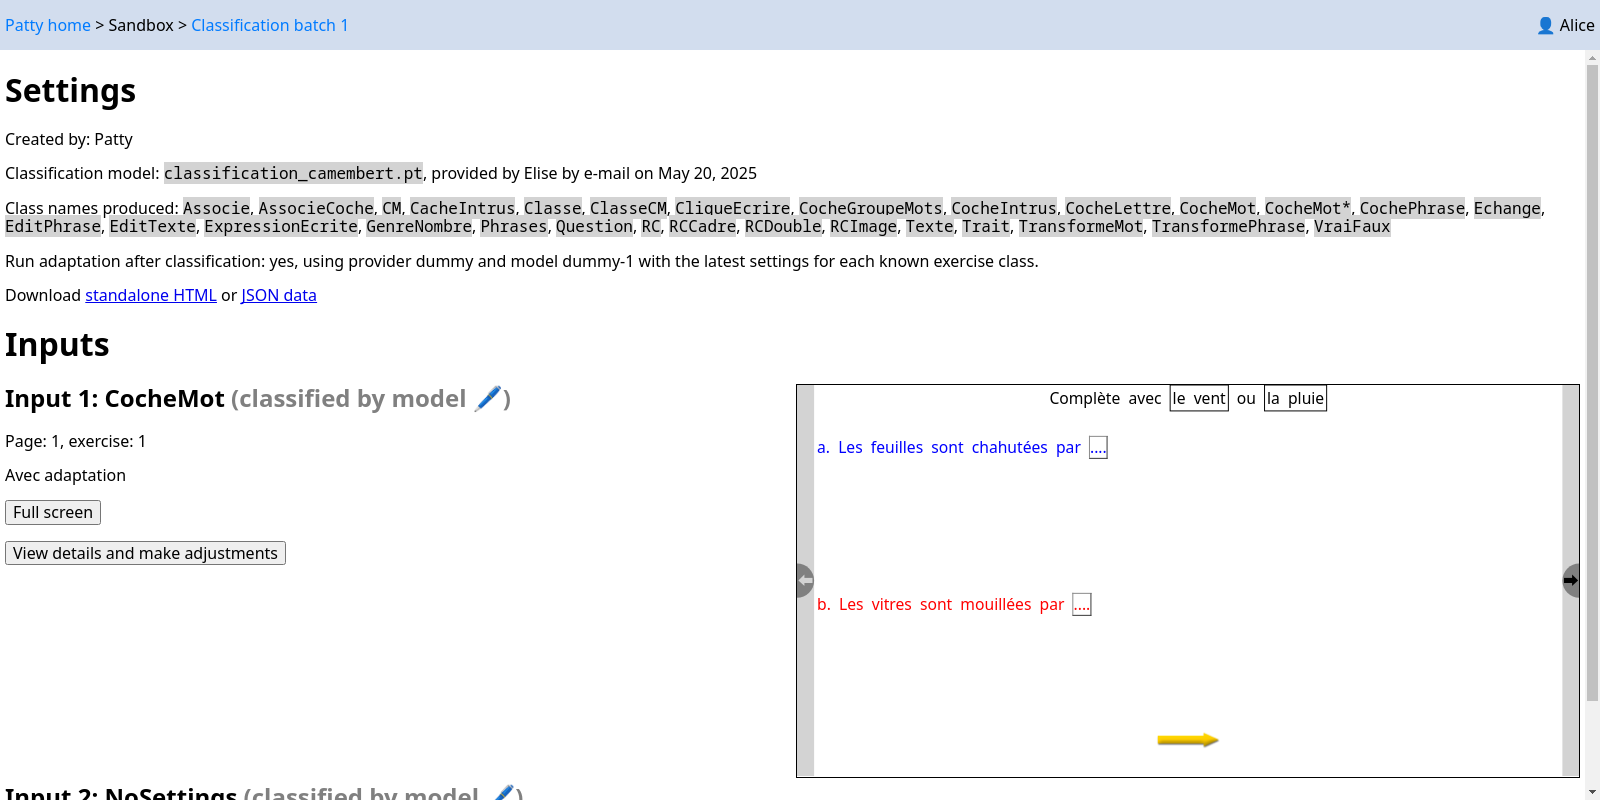 Patty home > Sandbox > Classification batch 1
👤 Alice
Settings
Created by: Patty
Classification model: classification_camembert.pt, provided by Elise by e-mail on May 20, 2025
Class names produced: Associe, AssocieCoche, CM, CacheIntrus, Classe, ClasseCM, CliqueEcrire, CocheGroupeMots, CocheIntrus, CocheLettre, CocheMot, CocheMot*, CochePhrase, Echange,
EditPhrase, EditTexte, ExpressionEcrite, GenreNombre, Phrases, Question, RC, RCCadre, RCDouble, RCImage, Texte, Trait, TransformeMot, TransformePhrase, VraiFaux
Run adaptation after classification: yes, using provider dummy and model dummy-1 with the latest settings for each known exercise class.
Download standalone HTML or JSON data
Inputs
Input 1: CocheMot (classified by model 🖊️)
Page: 1, exercise: 1
Avec adaptation
Full screen
View details and make adjustments
Complète avec le vent ou la pluie
a. Les feuilles sont chahutées par ....
b. Les vitres sont mouillées par ....
Input 2: NoSettings (classified by model 🖊️)